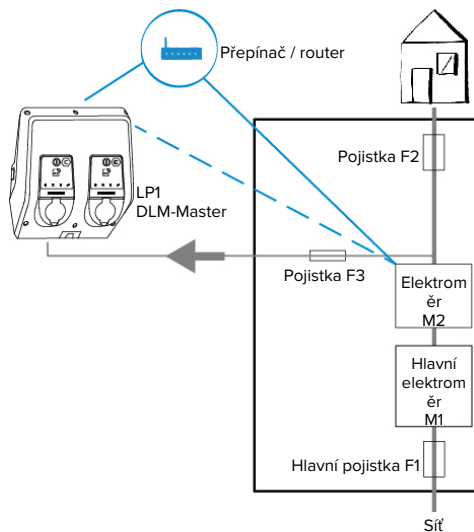 Přepínač / router
Pojistka F2
LP1
DLM-Master
Pojistka F3
Elektrom
ěr
M2
Hlavní
elektrom
ěr
M1
Hlavní pojistka F1
Síť